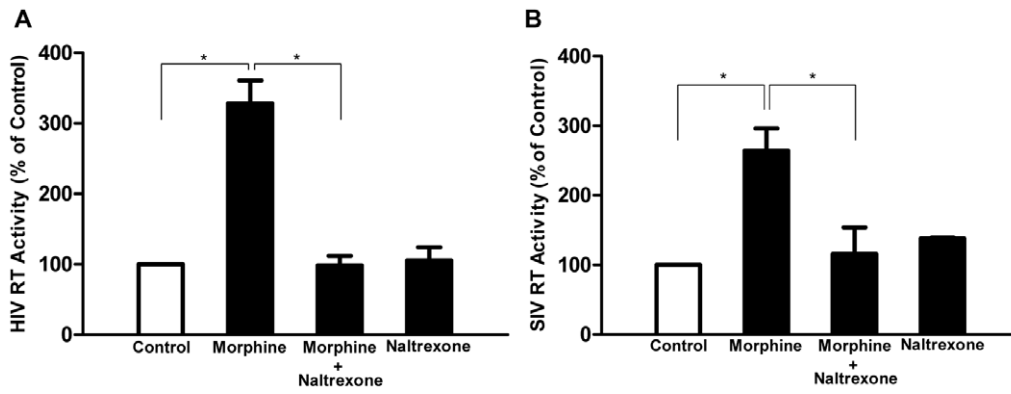 A
HIV RT Activity (% of Control)
400
300
200
100
0
*
*
Control
Morphine
Morphine
+
Naltrexone
Naltrexone
B
SIV RT Activity (% of Control)
400
300
200
100
0
*
*
Control
Morphine
Morphine
+
Naltrexone
Naltrexone